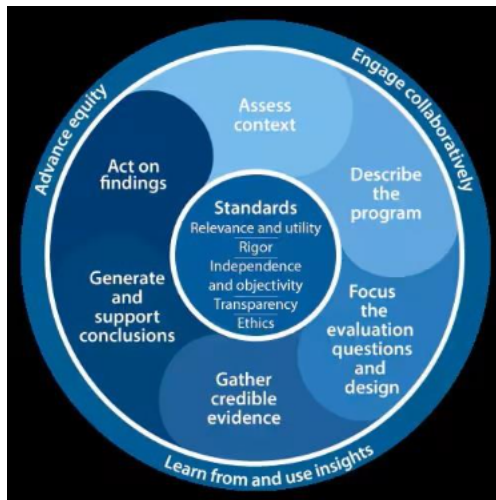 Advance equity
Engage collaboratively
Assess
context
Describe
the
program
Focus
the
evaluation
questions
and
design
Gather
credible
evidence
Generate
and
support
conclusions
Act on
findings
Standards
Relevance and utility
Rigor
Independence
and objectivity
Transparency
Ethics
Learn from and use insights